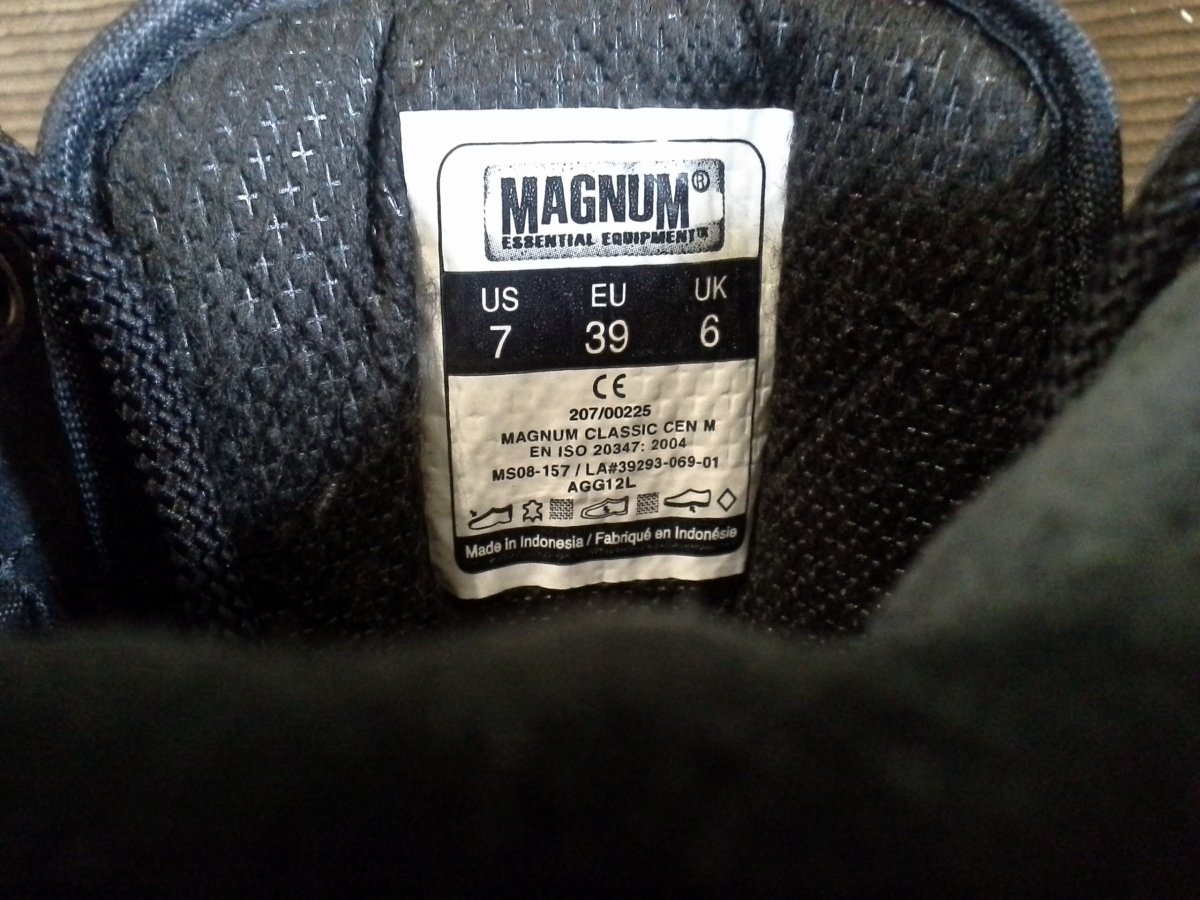 MAGNUM®
ESSENTIAL EQUIPMENT™
US EU UK
7 39 6
CE
207/00225
MAGNUM CLASSIC CEN M
EN ISO 20347: 2004
MS08-157 / LA#39293-069-01
AGG12L
Made in Indonesia / Fabriqué en Indonésie